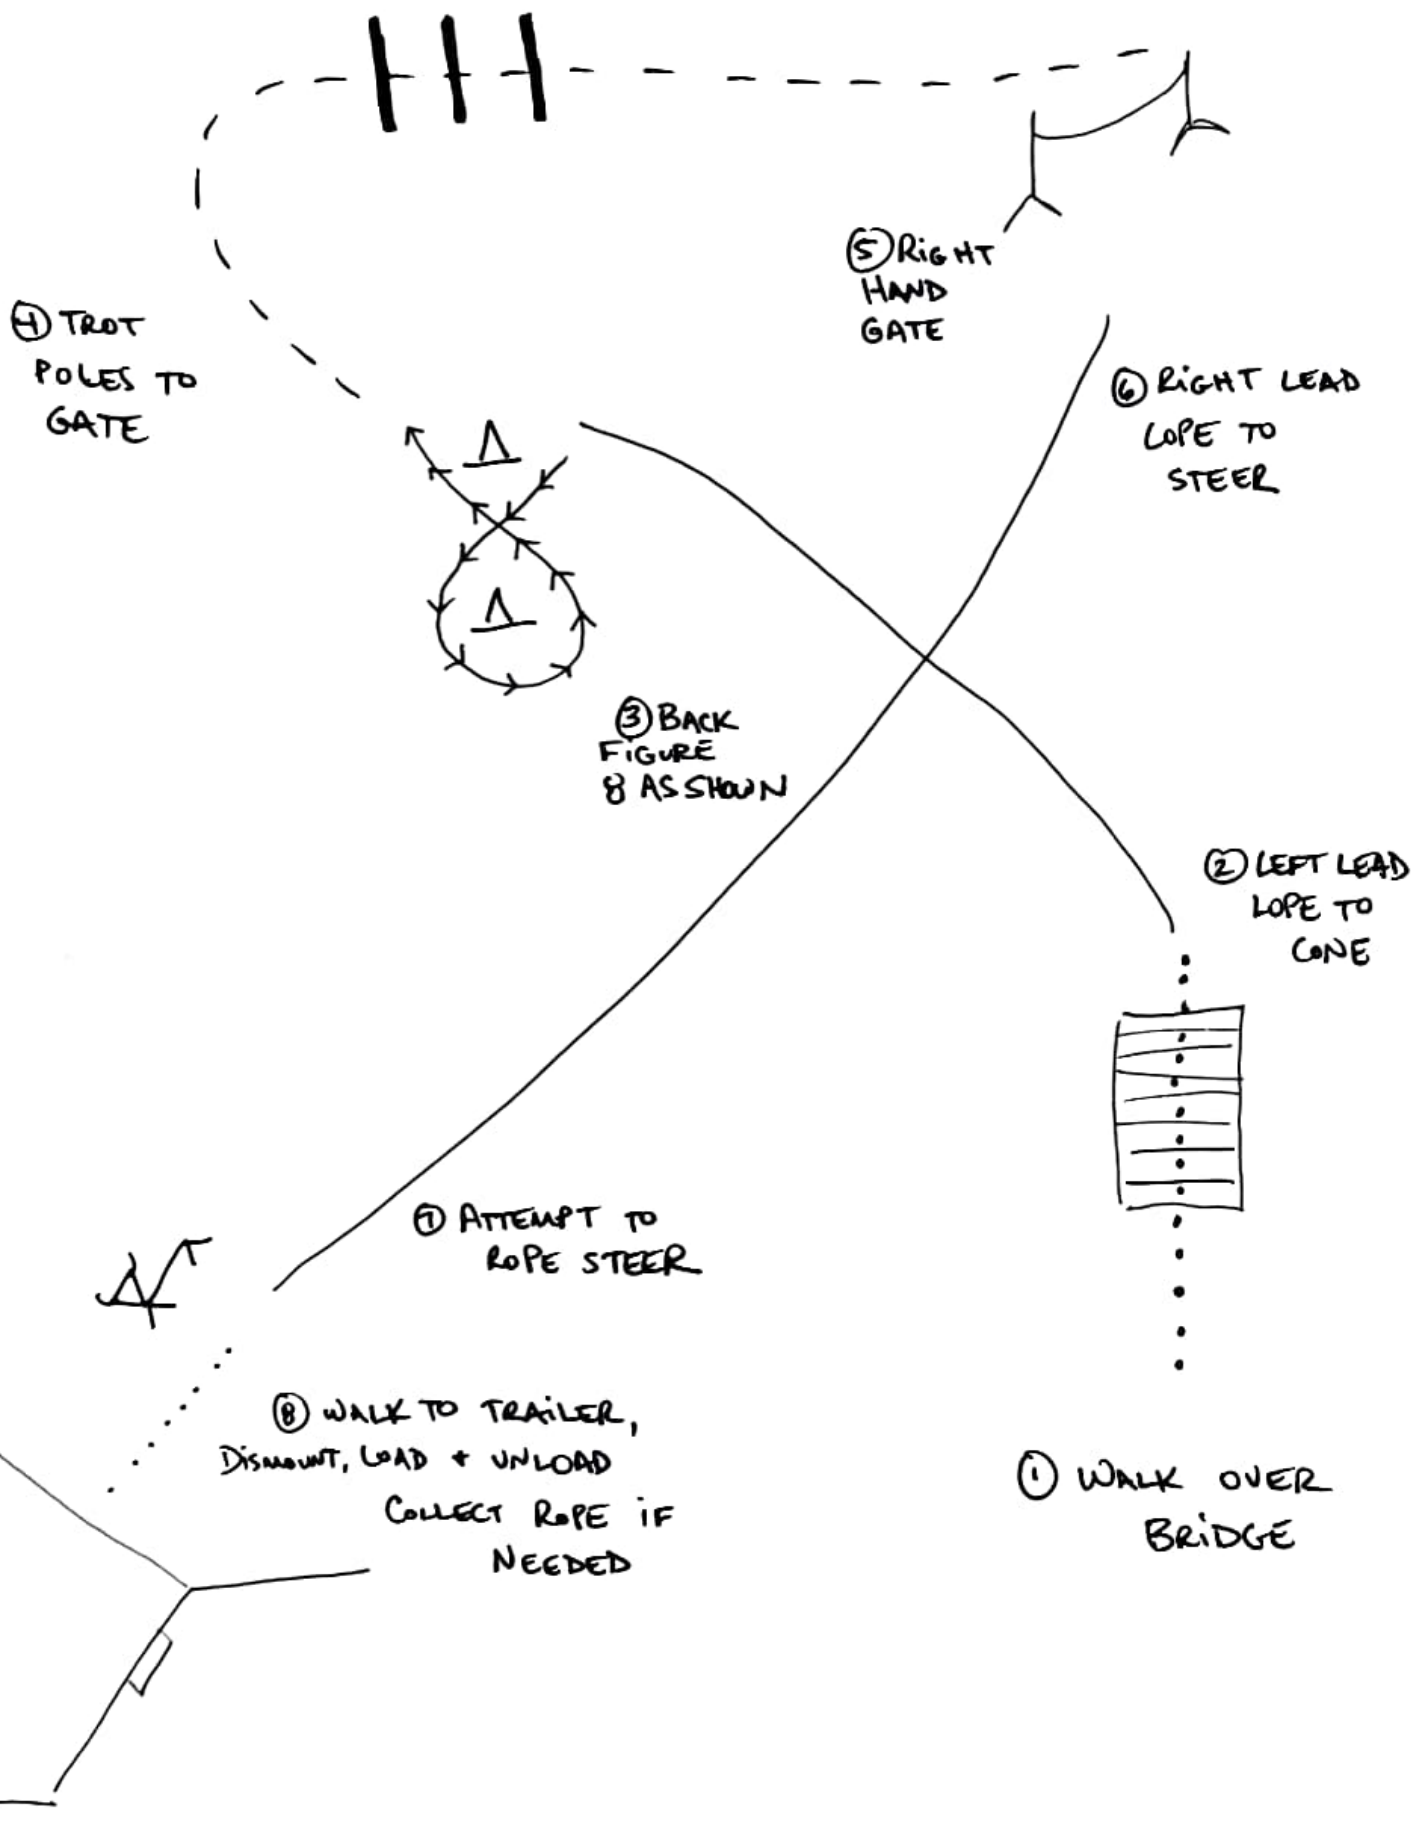 ④ TROT
POLES TO
GATE
⑤ RiGHT
HAND
GATE
⑥ RiGHT LEAD
LOPE TO
STEER
③ BACK
FiGURE
8 AS SHOWN
② LEFT LEAD
LOPE TO
CONE
⑦ ATTEMPT TO
ROPE STEER
⑧ WALK TO TRAiLER,
DiSMOUNT, LOAD + UNLOAD
COLLECT ROPE iF
NEEDED
① WALK OVER
BRiDGE